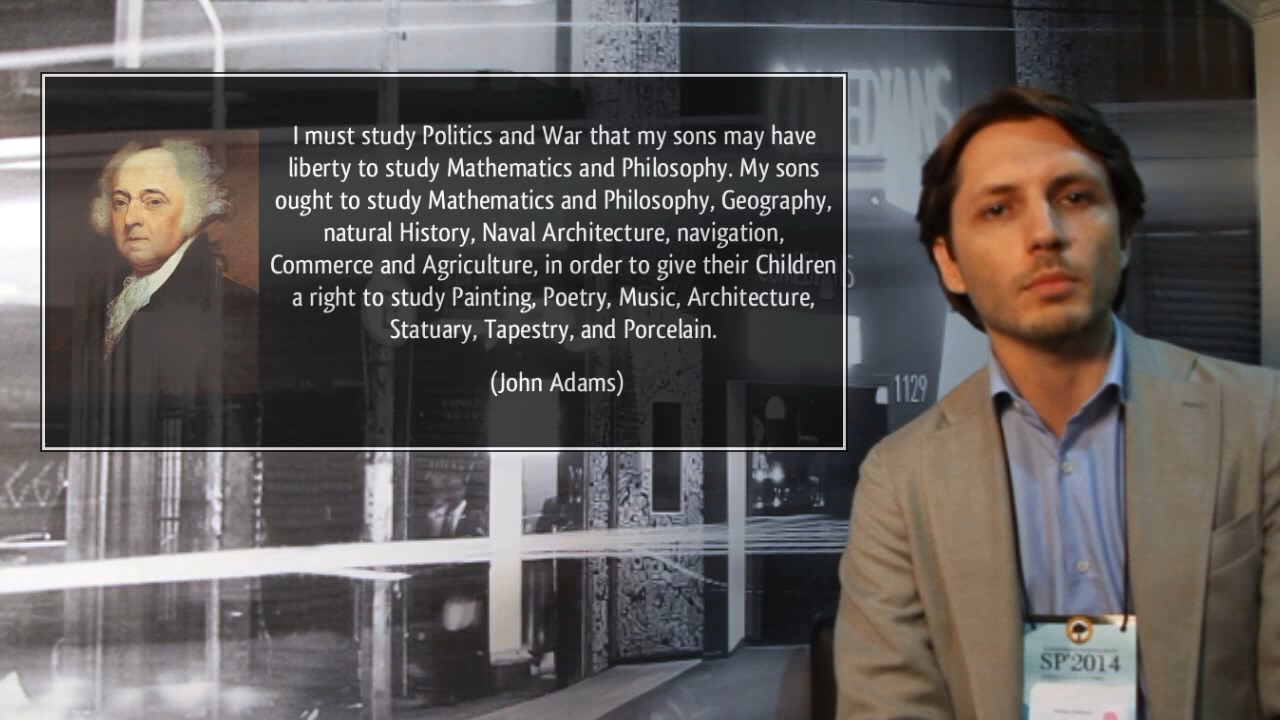 I must study Politics and War that my sons may have
liberty to study Mathematics and Philosophy. My sons
ought to study Mathematics and Philosophy, Geography,
natural History, Naval Architecture, navigation,
Commerce and Agriculture, in order to give their Children
a right to study Painting, Poetry, Music, Architecture,
Statuary, Tapestry, and Porcelain.
(John Adams)
1129
SP'2014